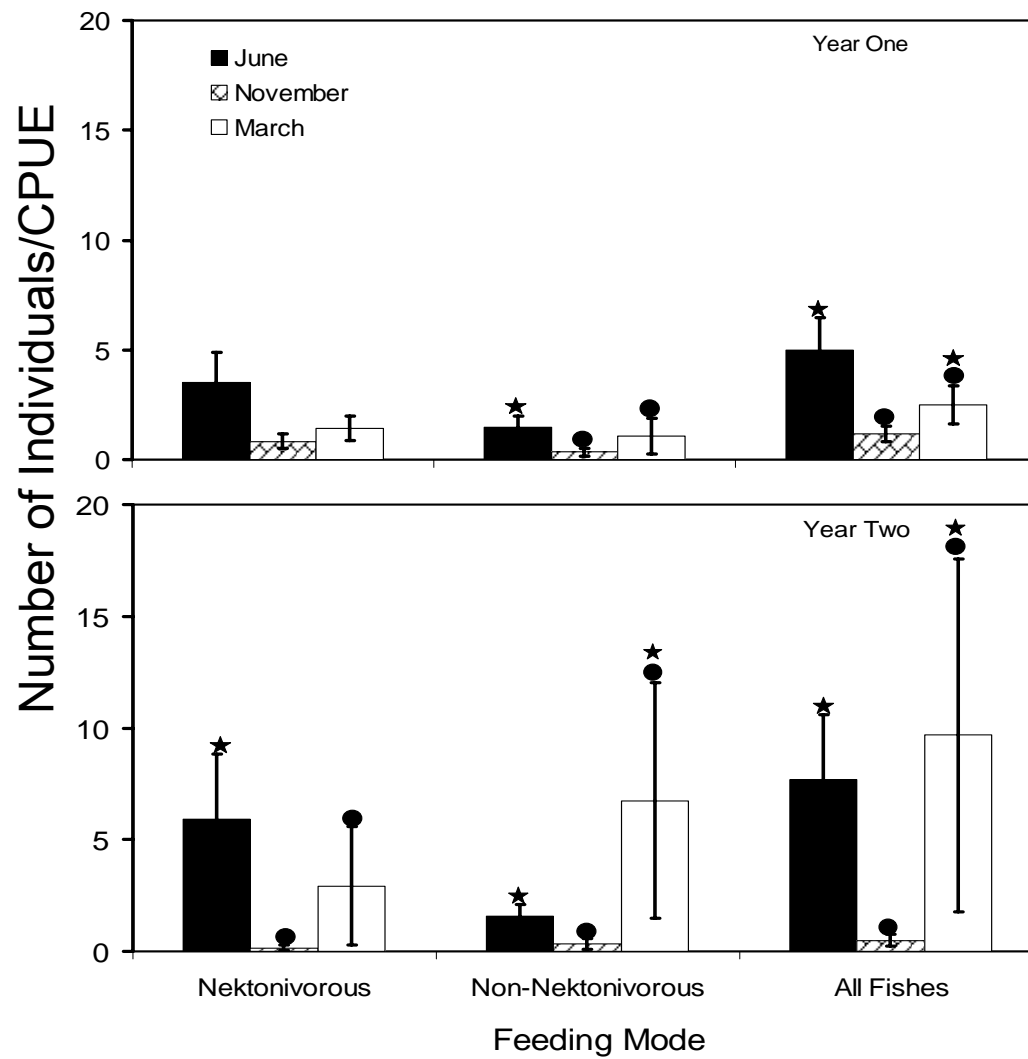 Number of Individuals/CPUE
20
15
10
5
0
June
November
March
Year One
20
15
10
5
0
Year Two
Nektonivorous
Non-Nektonivorous
All Fishes
Feeding Mode